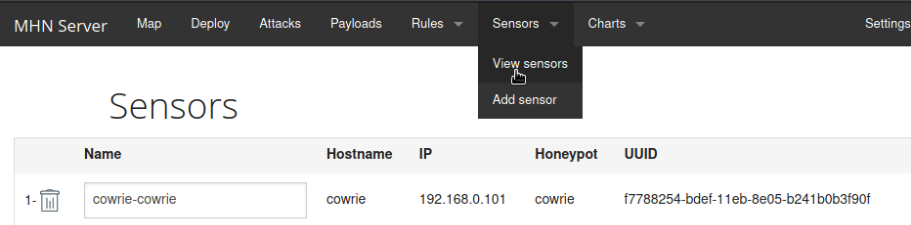 MHN Server Map Deploy Attacks Payloads Rules Sensors Charts Settings
View sensors
Add sensor
Sensors
Name Hostname IP Honeypot UUID
1- cowrie-cowrie cowrie 192.168.0.101 cowrie f7788254-bdef-11eb-8e05-b241b0b3f90f